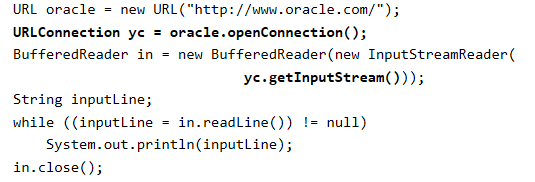 URL oracle = new URL("http://www.oracle.com/");
URLConnection yc = oracle.openConnection();
BufferedReader in = new BufferedReader(new InputStreamReader(
                                yc.getInputStream()));
String inputLine;
while ((inputLine = in.readLine()) != null)
    System.out.println(inputLine);
in.close();